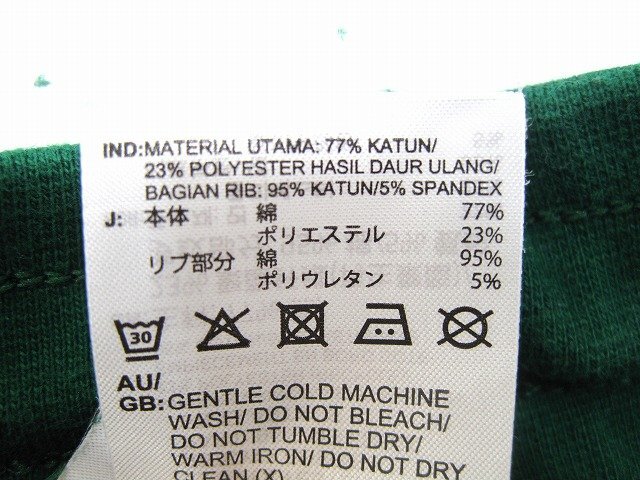 IND:MATERIAL UTAMA: 77% KATUN/
23% POLYESTER HASIL DAUR ULANG/
BAGIAN RIB: 95% KATUN/5% SPANDEX
J: 本体 綿 77%
ポリエステル 23%
リブ部分 綿 95%
ポリウレタン 5%
30
AU/
GB: GENTLE COLD MACHINE
WASH/ DO NOT BLEACH/
DO NOT TUMBLE DRY/
WARM IRON/ DO NOT DRY
CLEAN (X)